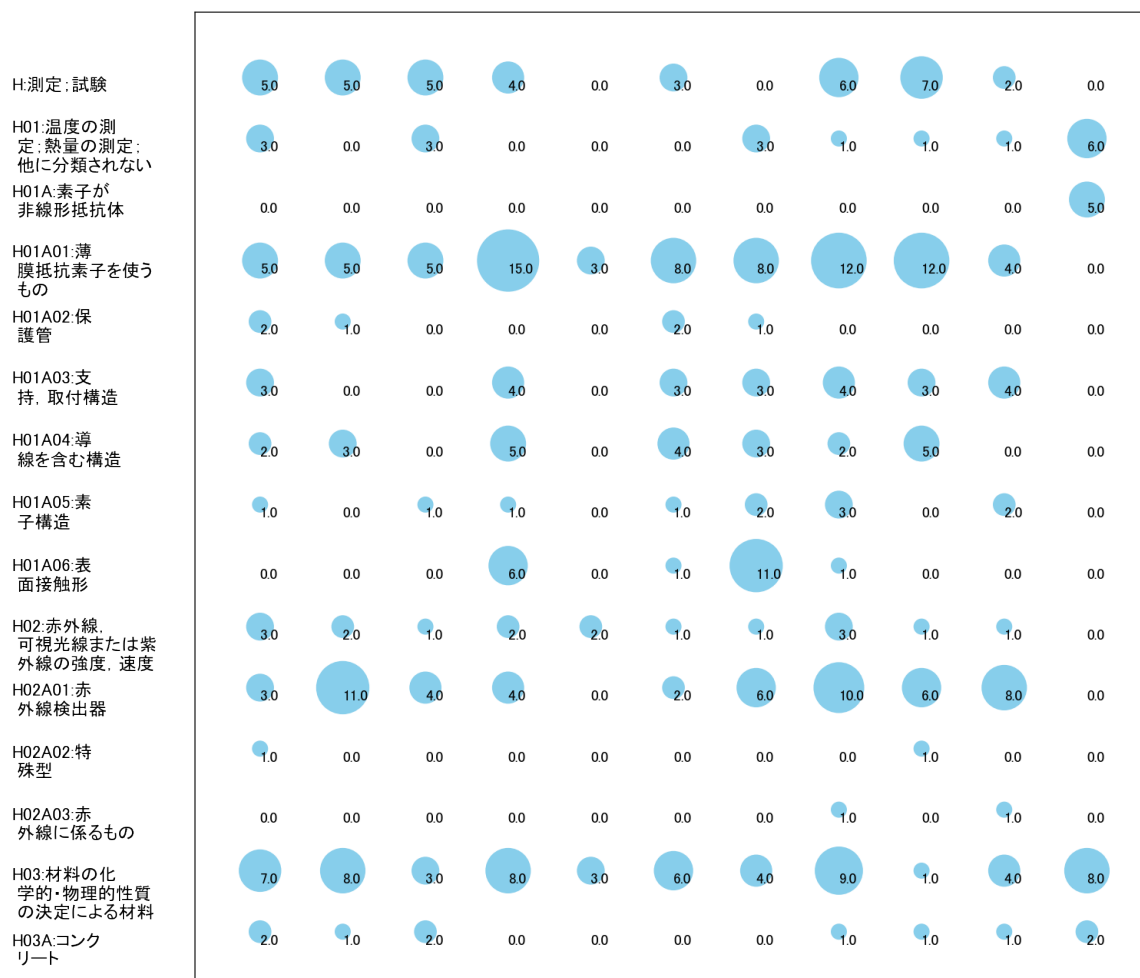 H:測定;試験
5.0 5.0 5.0 4.0 0.0 3.0 0.0 6.0 7.0 2.0 0.0
H01:温度の測
定;熱量の測定;
他に分類されない
3.0 0.0 3.0 0.0 0.0 0.0 3.0 1.0 1.0 1.0 6.0
H01A:素子が
非線形抵抗体
0.0 0.0 0.0 0.0 0.0 0.0 0.0 0.0 0.0 0.0 5.0
H01A01:薄
膜抵抗素子を使う
もの
5.0 5.0 5.0 15.0 3.0 8.0 8.0 12.0 12.0 4.0 0.0
H01A02:保
護管
2.0 1.0 0.0 0.0 0.0 2.0 1.0 0.0 0.0 0.0 0.0
H01A03:支
持,取付構造
3.0 0.0 0.0 4.0 0.0 3.0 3.0 4.0 3.0 4.0 0.0
H01A04:導
線を含む構造
2.0 3.0 0.0 5.0 0.0 4.0 3.0 2.0 5.0 0.0 0.0
H01A05:素
子構造
1.0 0.0 1.0 1.0 0.0 1.0 2.0 3.0 0.0 2.0 0.0
H01A06:表
面接触形
0.0 0.0 0.0 6.0 0.0 1.0 11.0 1.0 0.0 0.0 0.0
H02:赤外線,
可視光線または紫
外線の強度,速度
3.0 2.0 1.0 2.0 2.0 1.0 1.0 3.0 1.0 1.0 0.0
H02A01:赤
外線検出器
3.0 11.0 4.0 4.0 0.0 2.0 6.0 10.0 6.0 8.0 0.0
H02A02:特
殊型
1.0 0.0 0.0 0.0 0.0 0.0 0.0 0.0 1.0 0.0 0.0
H02A03:赤
外線に係るもの
0.0 0.0 0.0 0.0 0.0 0.0 0.0 1.0 0.0 1.0 0.0
H03:材料の化
学的・物理的性質
の決定による材料
7.0 8.0 3.0 8.0 3.0 6.0 4.0 9.0 1.0 4.0 8.0
H03A:コンク
リート
2.0 1.0 2.0 0.0 0.0 0.0 0.0 1.0 1.0 1.0 2.0